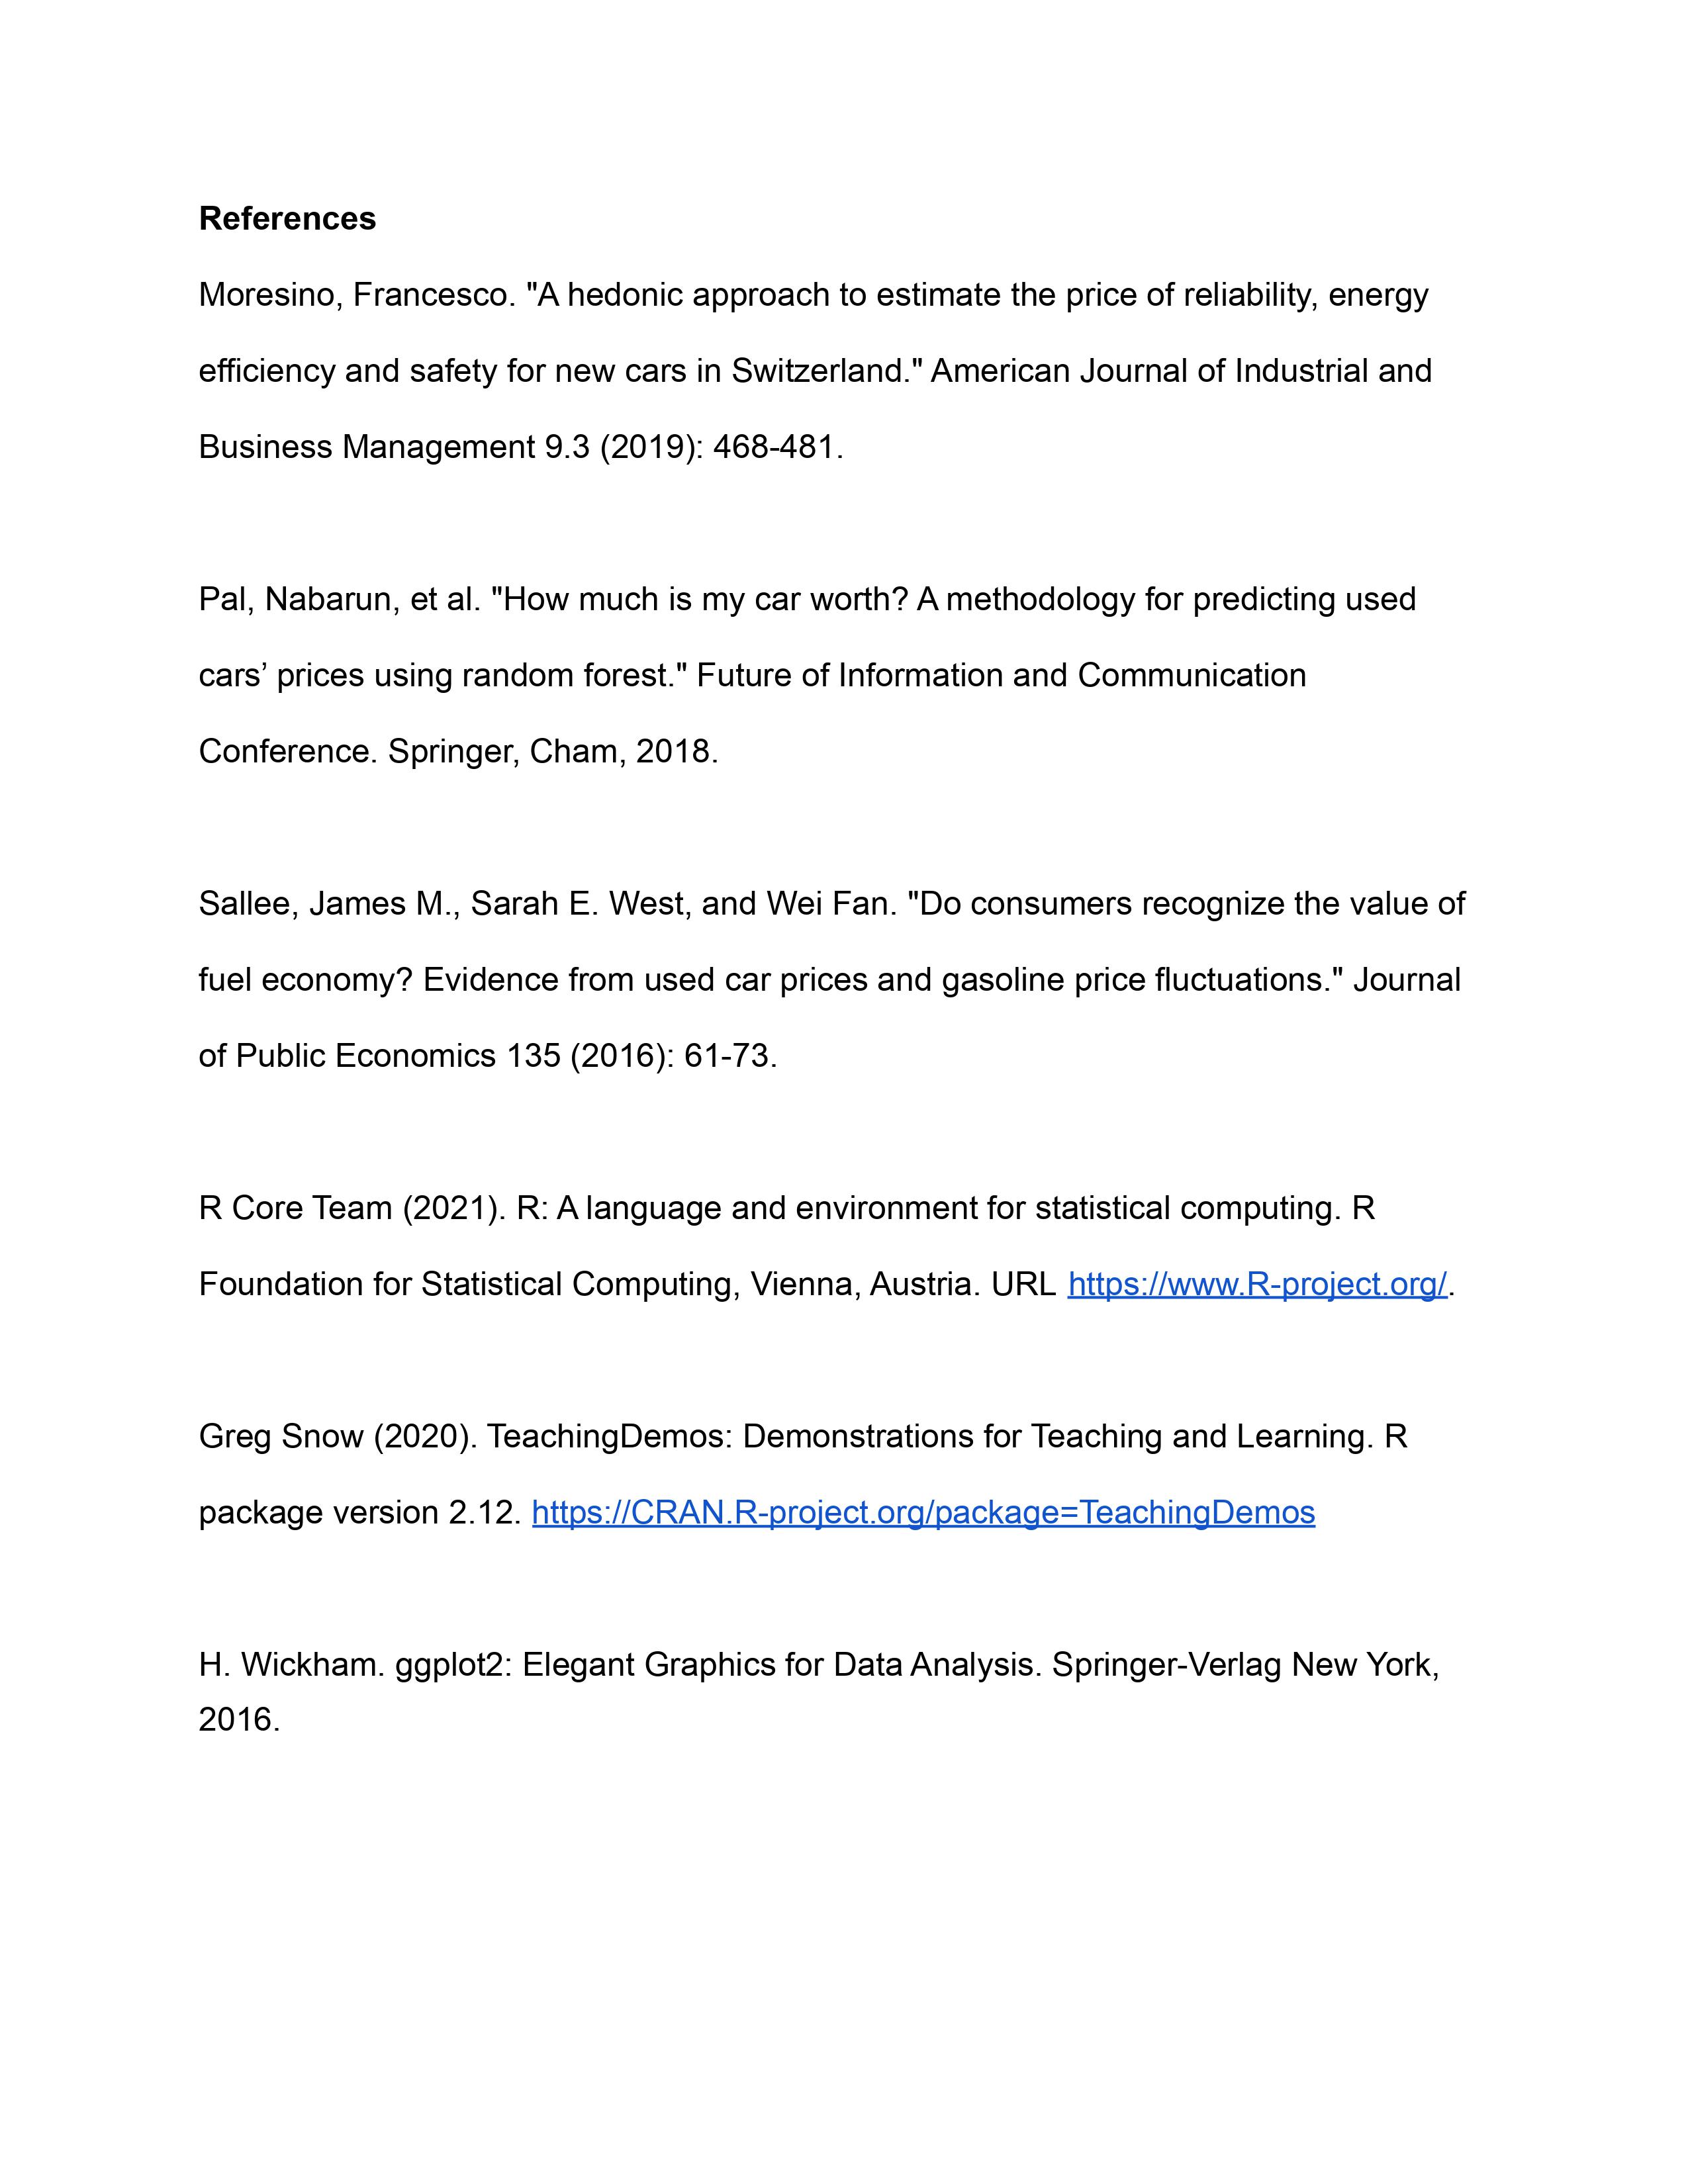 References
Moresino, Francesco. "A hedonic approach to estimate the price of reliability, energy
efficiency and safety for new cars in Switzerland." American Journal of Industrial and
Business Management 9.3 (2019): 468-481.
Pal, Nabarun, et al. "How much is my car worth? A methodology for predicting used
cars’ prices using random forest." Future of Information and Communication
Conference. Springer, Cham, 2018.
Sallee, James M., Sarah E. West, and Wei Fan. "Do consumers recognize the value of
fuel economy? Evidence from used car prices and gasoline price fluctuations." Journal
of Public Economics 135 (2016): 61-73.
R Core Team (2021). R: A language and environment for statistical computing. R
Foundation for Statistical Computing, Vienna, Austria. URL https://www.R-project.org/.
Greg Snow (2020). TeachingDemos: Demonstrations for Teaching and Learning. R
package version 2.12. https://CRAN.R-project.org/package=TeachingDemos
H. Wickham. ggplot2: Elegant Graphics for Data Analysis. Springer-Verlag New York,
2016.